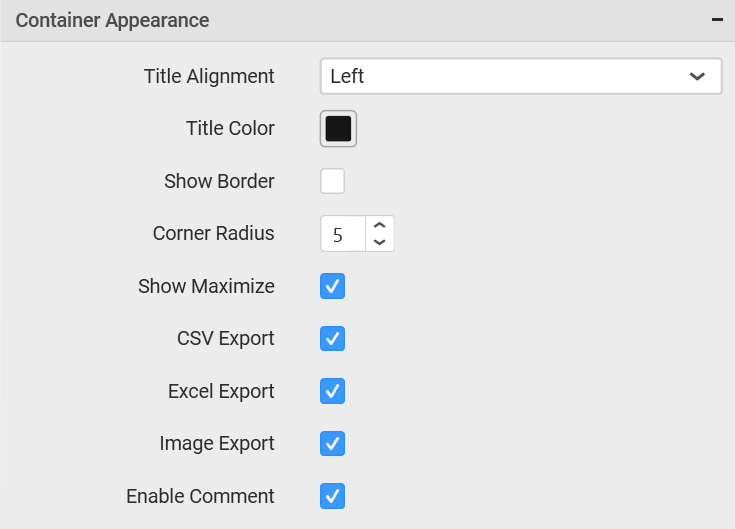 Container Appearance
Title Alignment Left
Title Color
Show Border
Corner Radius 5
Show Maximize
CSV Export
Excel Export
Image Export
Enable Comment